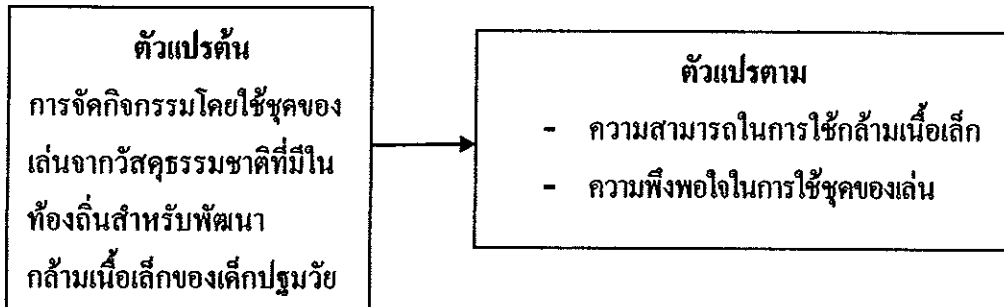 ตัวแปรต้น
การจัดกิจกรรมโดยใช้ชุดของ
เล่นจากวัสดุธรรมชาติที่มีใน
ท้องถิ่นสำหรับพัฒนา
กล้ามเนื้อเล็กของเด็กปฐมวัย
ตัวแปรตาม
- ความสามารถในการใช้กล้ามเนื้อเล็ก
- ความพึงพอใจในการใช้ชุดของเล่น